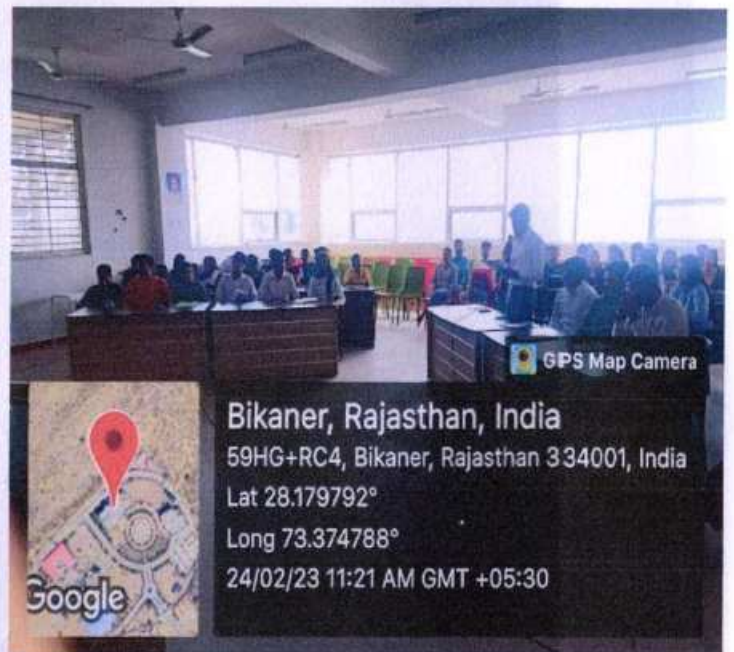 GPS Map Camera
Bikaner, Rajasthan, India
59HG+RC4, Bikaner, Rajasthan 334001, India
Lat 28.179792°
Long 73.374788°
24/02/23 11:21 AM GMT +05:30
Google